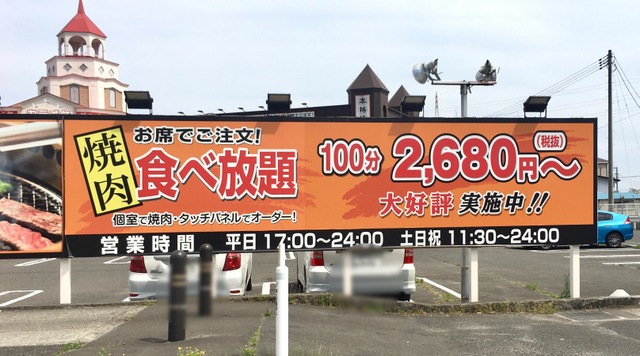 焼肉
お席でご注文!
食べ放題
個室で焼肉・タッチパネルでオーダー!
100分 2,680円〜
(税抜)
大好評 実施中!!
営業時間 平日 17:00〜24:00 土日祝 11:30〜24:00
本格